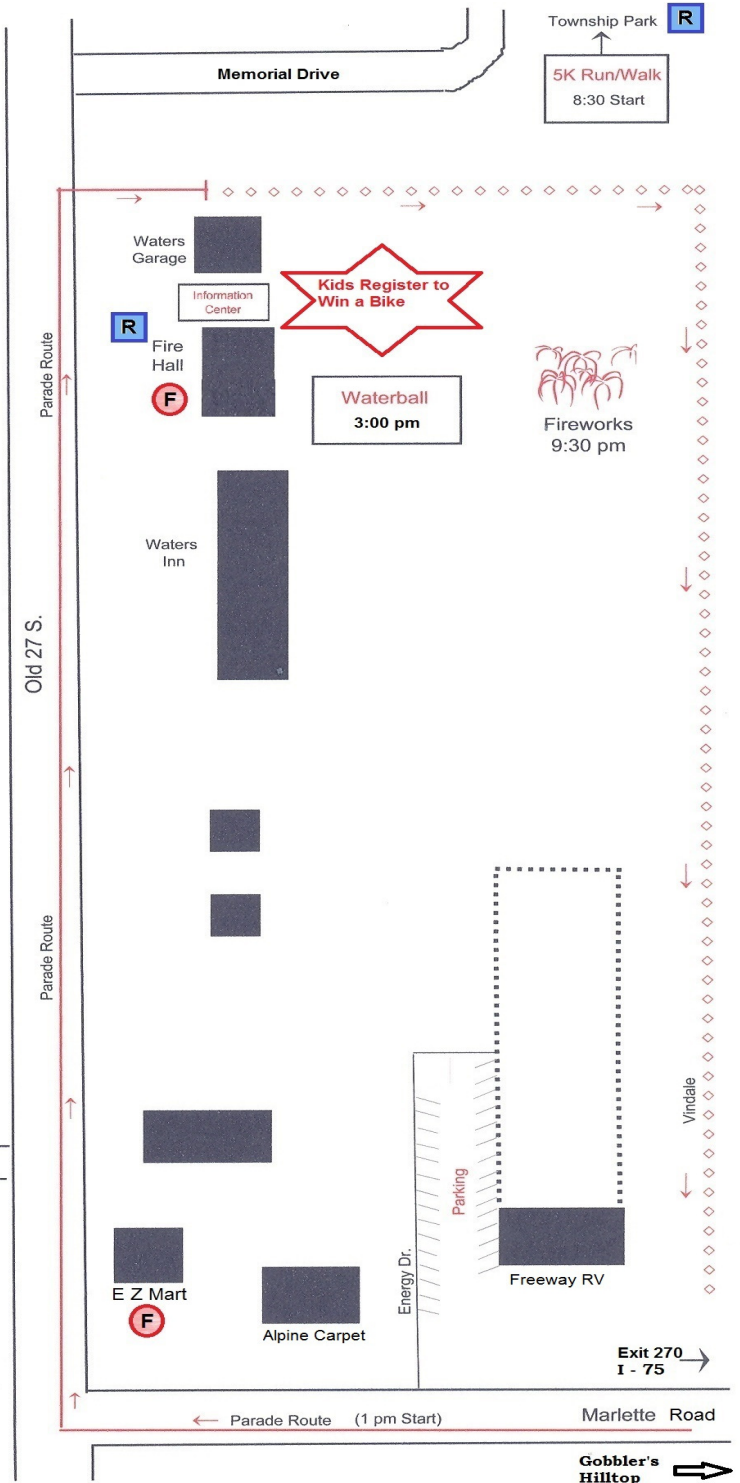 Township Park R
5K Run/Walk
8:30 Start
Memorial Drive
Waters
Garage
Information
Center
Kids Register to
Win a Bike
R
Fire
Hall
F
Waterball
3:00 pm
Fireworks
9:30 pm
Parade Route
Waters
Inn
Old 27 S.
Parade Route
Vindale
Parking
Energy Dr.
E Z Mart
F
Alpine Carpet
Freeway RV
Exit 270
I - 75
Parade Route (1 pm Start)
Marlette Road
Gobbler's
Hilltop